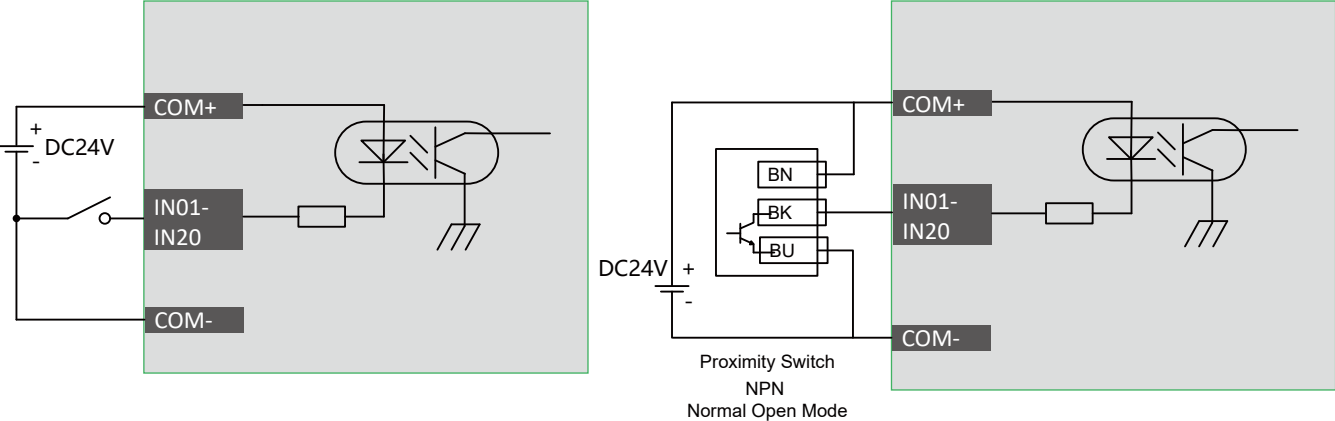 COM+
+
DC24V
-
IN01-
IN20
COM-
COM+
BN
BK
IN01-
IN20
BU
DC24V +
-
COM-
Proximity Switch
NPN
Normal Open Mode